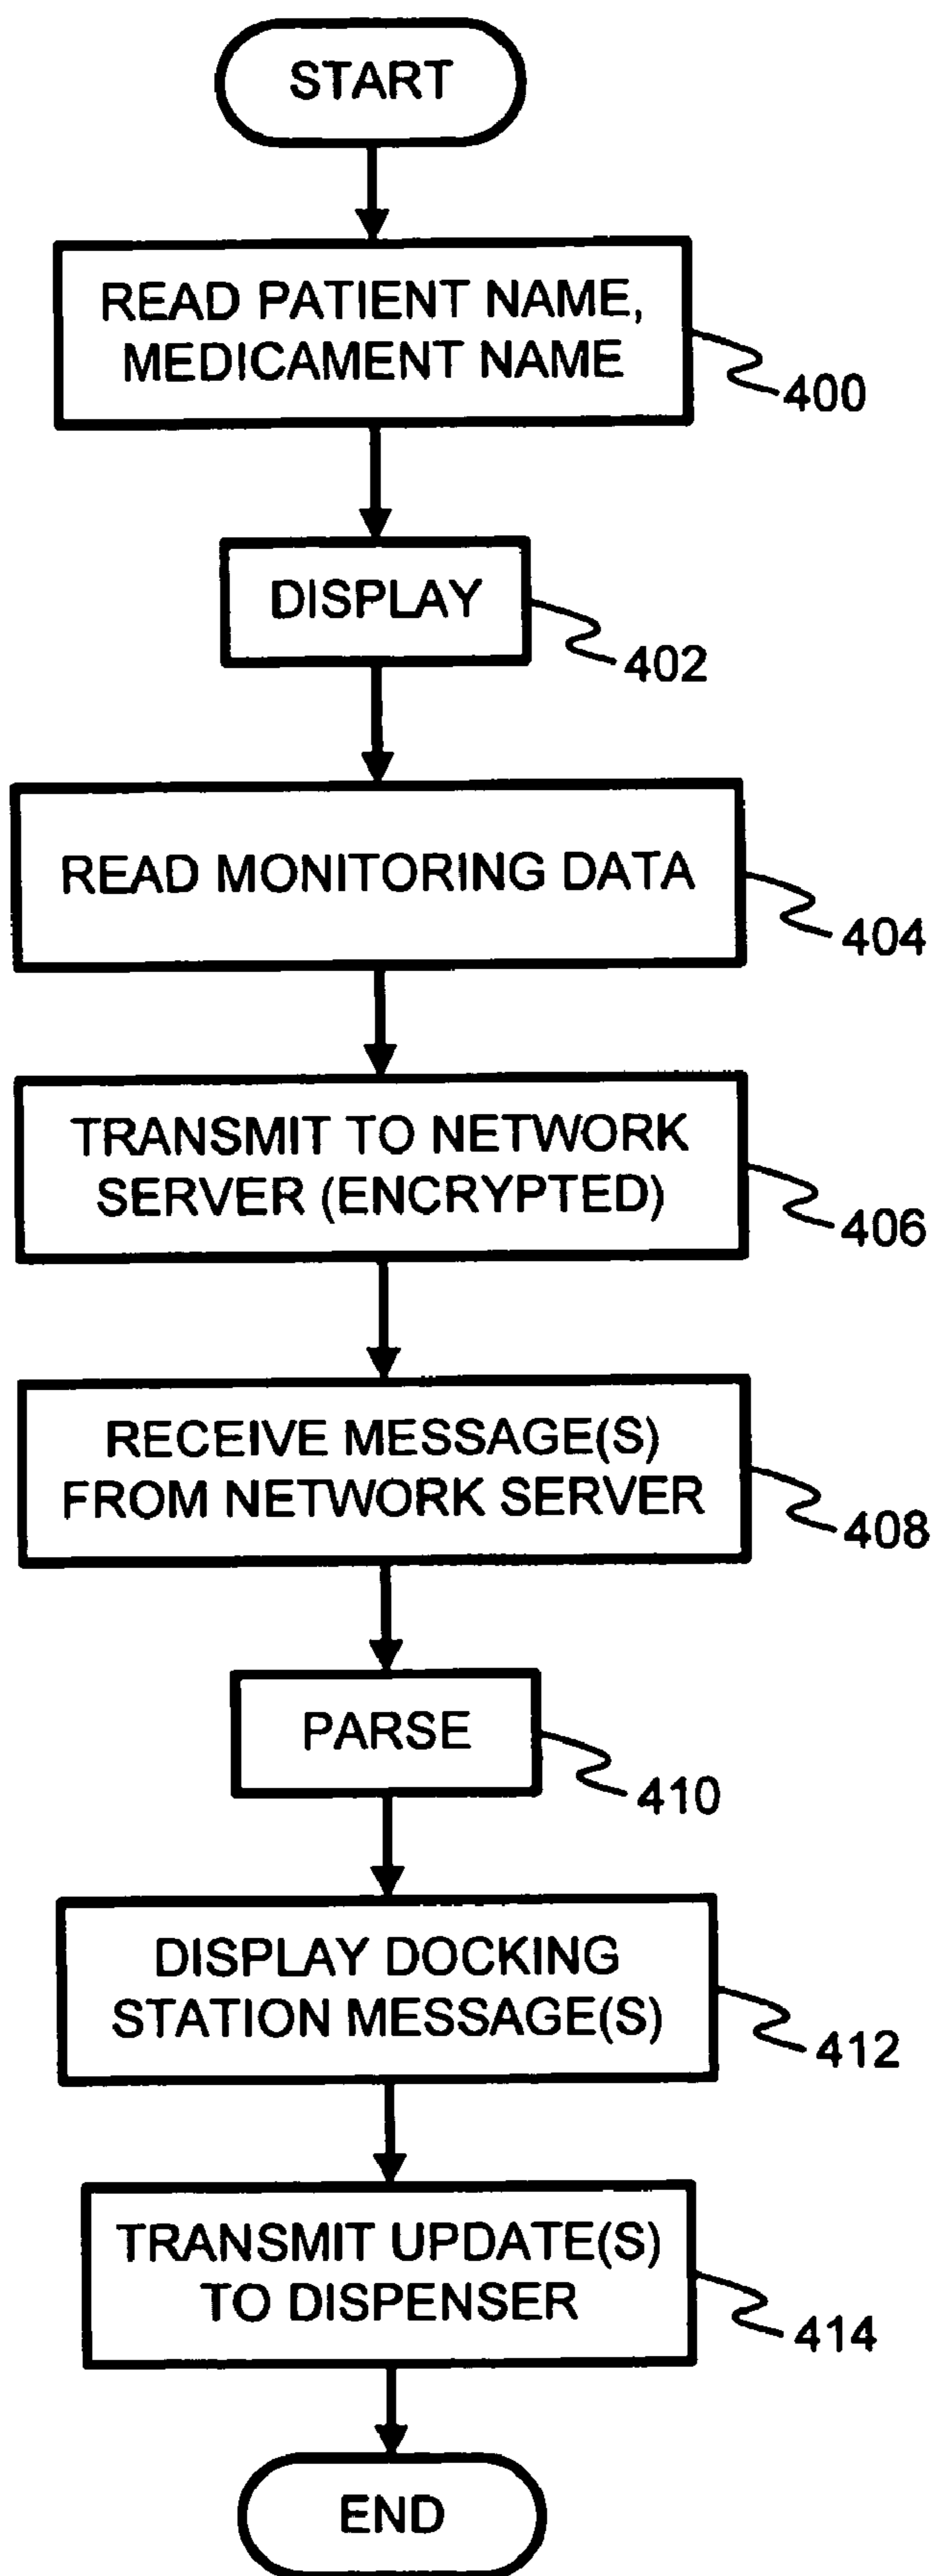 START
READ PATIENT NAME,
MEDICAMENT NAME
400
DISPLAY
402
READ MONITORING DATA
404
TRANSMIT TO NETWORK
SERVER (ENCRYPTED)
406
RECEIVE MESSAGE(S)
FROM NETWORK SERVER
408
PARSE
410
DISPLAY DOCKING
STATION MESSAGE(S)
412
TRANSMIT UPDATE(S)
TO DISPENSER
414
END